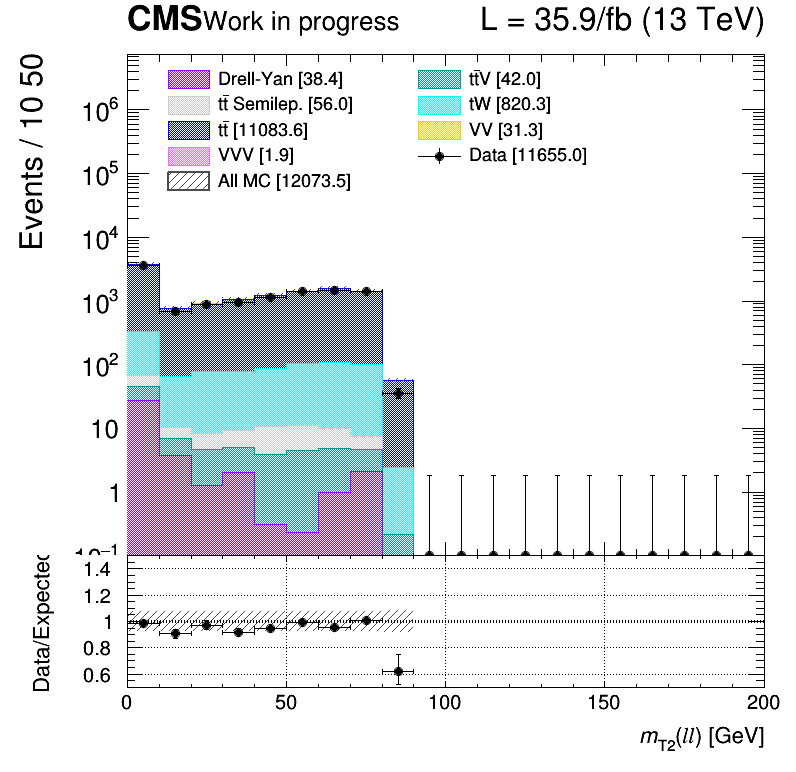 CMS Work in progress L = 35.9/fb (13 TeV)
Events / 10 50
Drell-Yan [38.4]
tt̄ Semilep. [56.0]
tt̄ [11083.6]
VVV [1.9]
All MC [12073.5]
tt̄V [42.0]
tW [820.3]
VV [31.3]
Data [11655.0]
10⁶
10⁵
10⁴
10³
10²
10
1
10⁻¹
Data/Expected
1.4
1.2
1
0.8
0.6
0 50 100 150 200
m_T2(ll) [GeV]